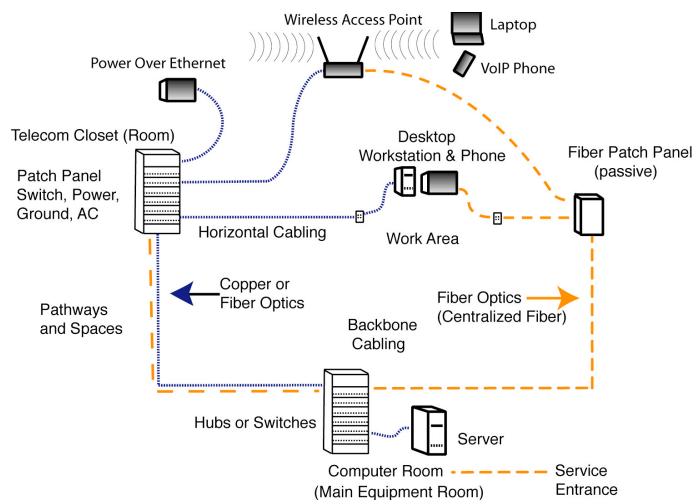 Wireless Access Point
Laptop
VoIP Phone
Power Over Ethernet
Telecom Closet (Room)
Patch Panel
Switch, Power,
Ground, AC
Desktop
Workstation & Phone
Fiber Patch Panel
(passive)
Horizontal Cabling
Work Area
Copper or
Fiber Optics
Fiber Optics
(Centralized Fiber)
Pathways
and Spaces
Backbone
Cabling
Hubs or Switches
Server
Computer Room
(Main Equipment Room)
Service
Entrance